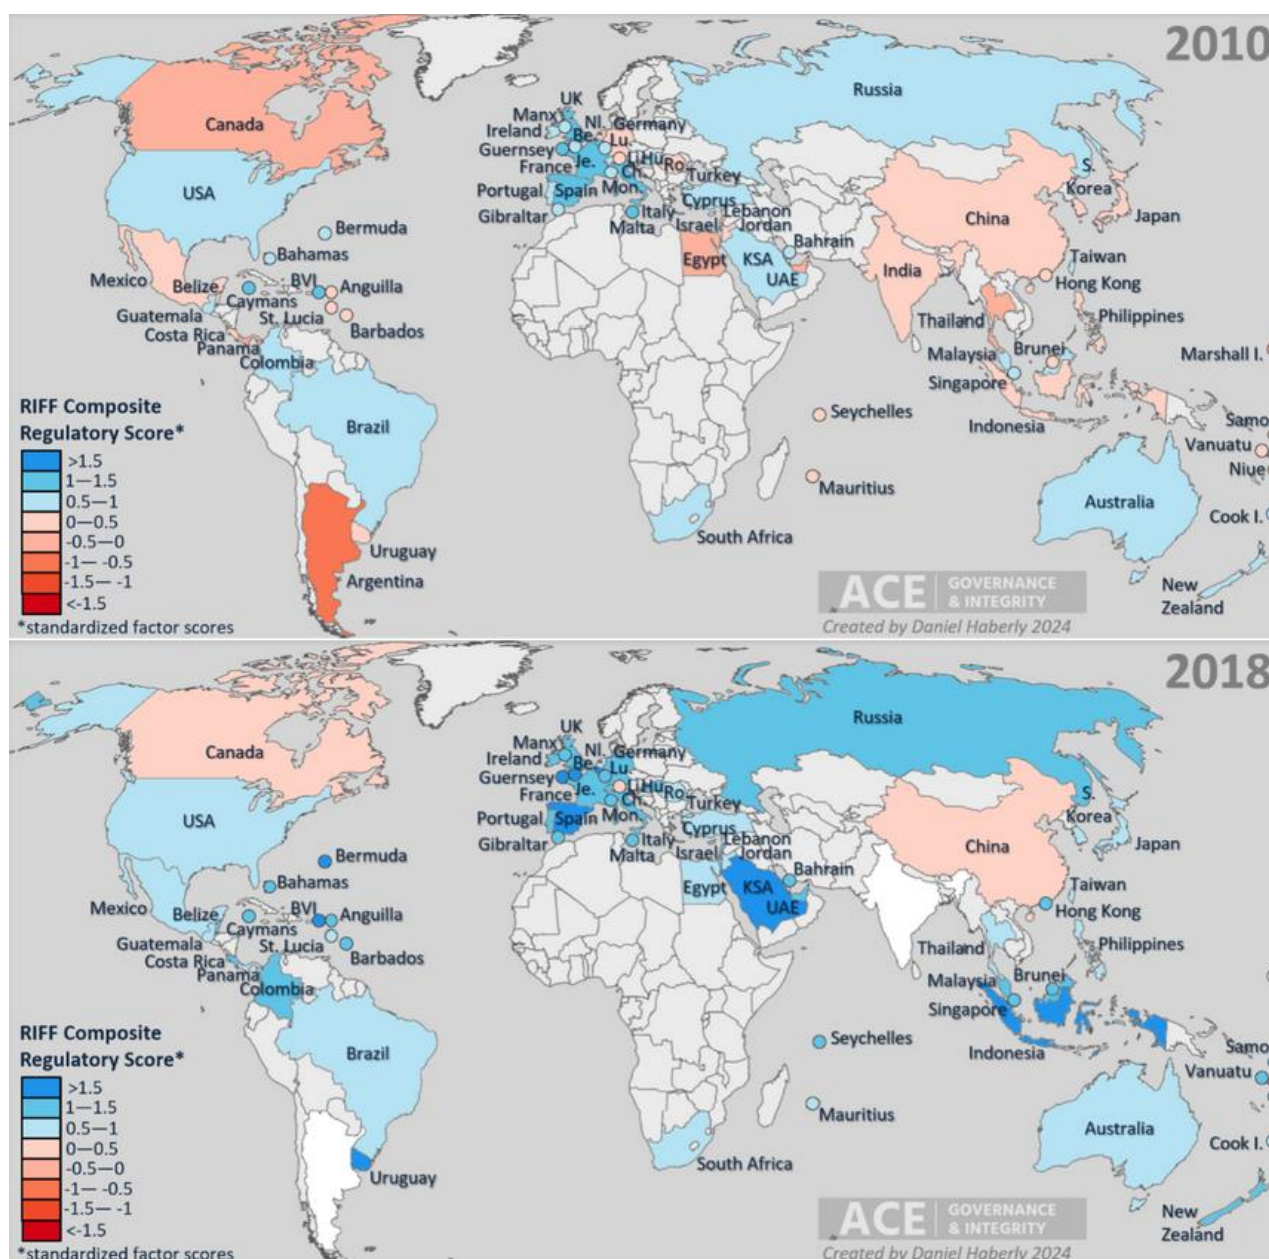 2010
Russia
UK
Manx
Nl.
Germany
Canada
Ireland
Be.
Lu.
Guernsey
Je.
Li
Hu
Ro.
S.
France
Ch.
Turkey
Korea
USA
Portugal
Spain
Mon.
Cyprus
China
Japan
Gibraltar
Italy
Lebanon
Malta
Israel
Jordan
Bermuda
Bahrain
Taiwan
Bahamas
Egypt
KSA
India
Hong Kong
Mexico
Belize
BVI
Anguilla
UAE
Caymans
Guatemala
St. Lucia
Thailand
Philippines
Costa Rica
Barbados
Panama
Malaysia
Brunei
Marshall I.
Colombia
Singapore
RIFF Composite
Regulatory Score*
Brazil
Seychelles
Indonesia
Samo
Vanuatu
Niue
>1.5
1—1.5
0.5—1
0—0.5
-0.5—0
-1— -0.5
-1.5— -1
<-1.5
Mauritius
Australia
Cook I.
South Africa
Uruguay
Argentina
New
Zealand
ACE
GOVERNANCE
& INTEGRITY
*standardized factor scores
Created by Daniel Haberly 2024
2018
Russia
UK
Manx
Nl.
Germany
Canada
Ireland
Be.
Lu.
Guernsey
Je.
Li
Hu
Ro.
S.
France
Ch.
Turkey
Korea
USA
Portugal
Spain
Mon.
Cyprus
China
Japan
Gibraltar
Italy
Lebanon
Malta
Israel
Jordan
Bermuda
Bahrain
Taiwan
Bahamas
Egypt
KSA
Hong Kong
Mexico
Belize
BVI
Anguilla
UAE
Caymans
Guatemala
St. Lucia
Thailand
Philippines
Costa Rica
Barbados
Panama
Malaysia
Brunei
Colombia
Singapore
RIFF Composite
Regulatory Score*
Brazil
Seychelles
Indonesia
Samo
Vanuatu
>1.5
1—1.5
0.5—1
0—0.5
-0.5—0
-1— -0.5
-1.5— -1
<-1.5
Mauritius
Australia
Cook I.
South Africa
Uruguay
New
Zealand
ACE
GOVERNANCE
& INTEGRITY
*standardized factor scores
Created by Daniel Haberly 2024